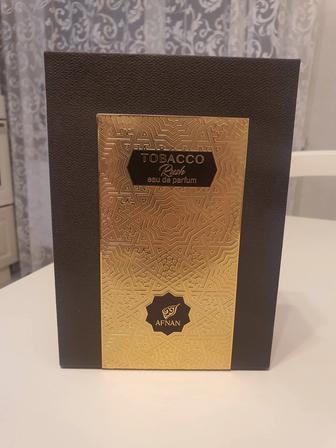 TOBACCO
Rush
eau de parfum
AFNAN